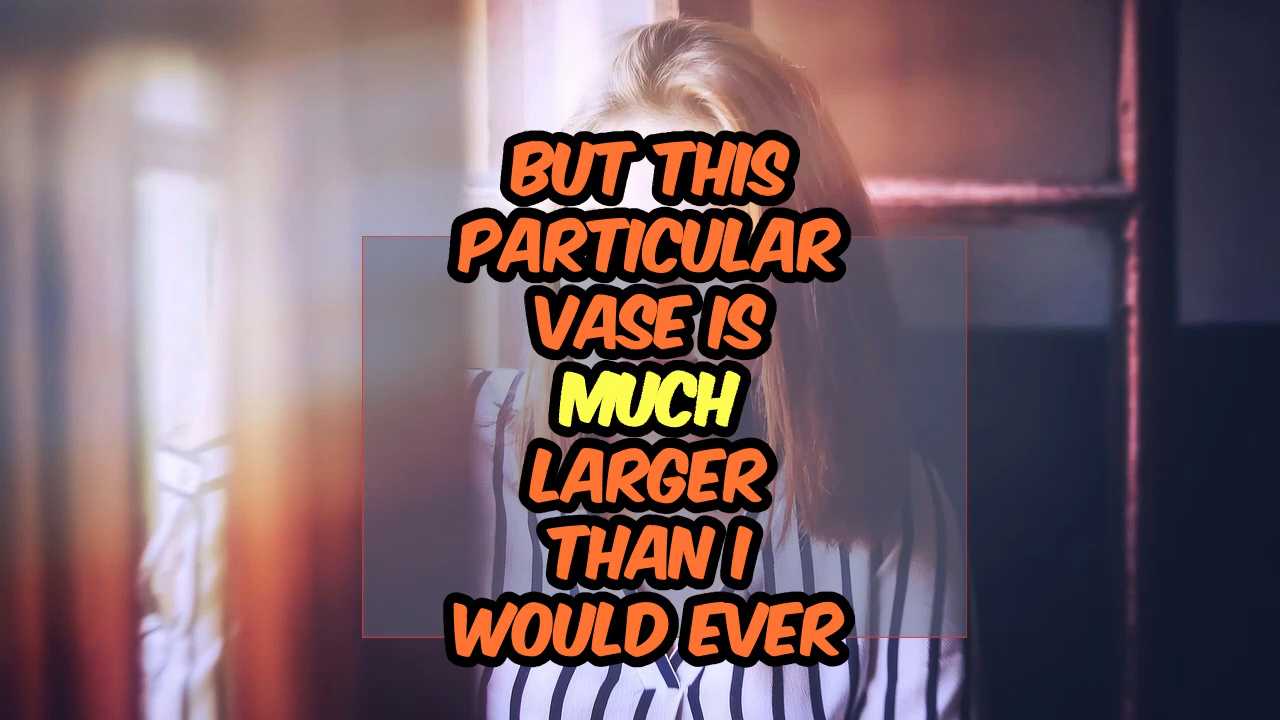 BUT THIS
PARTICULAR
VASE IS
MUCH
LARGER
THAN I
WOULD EVER